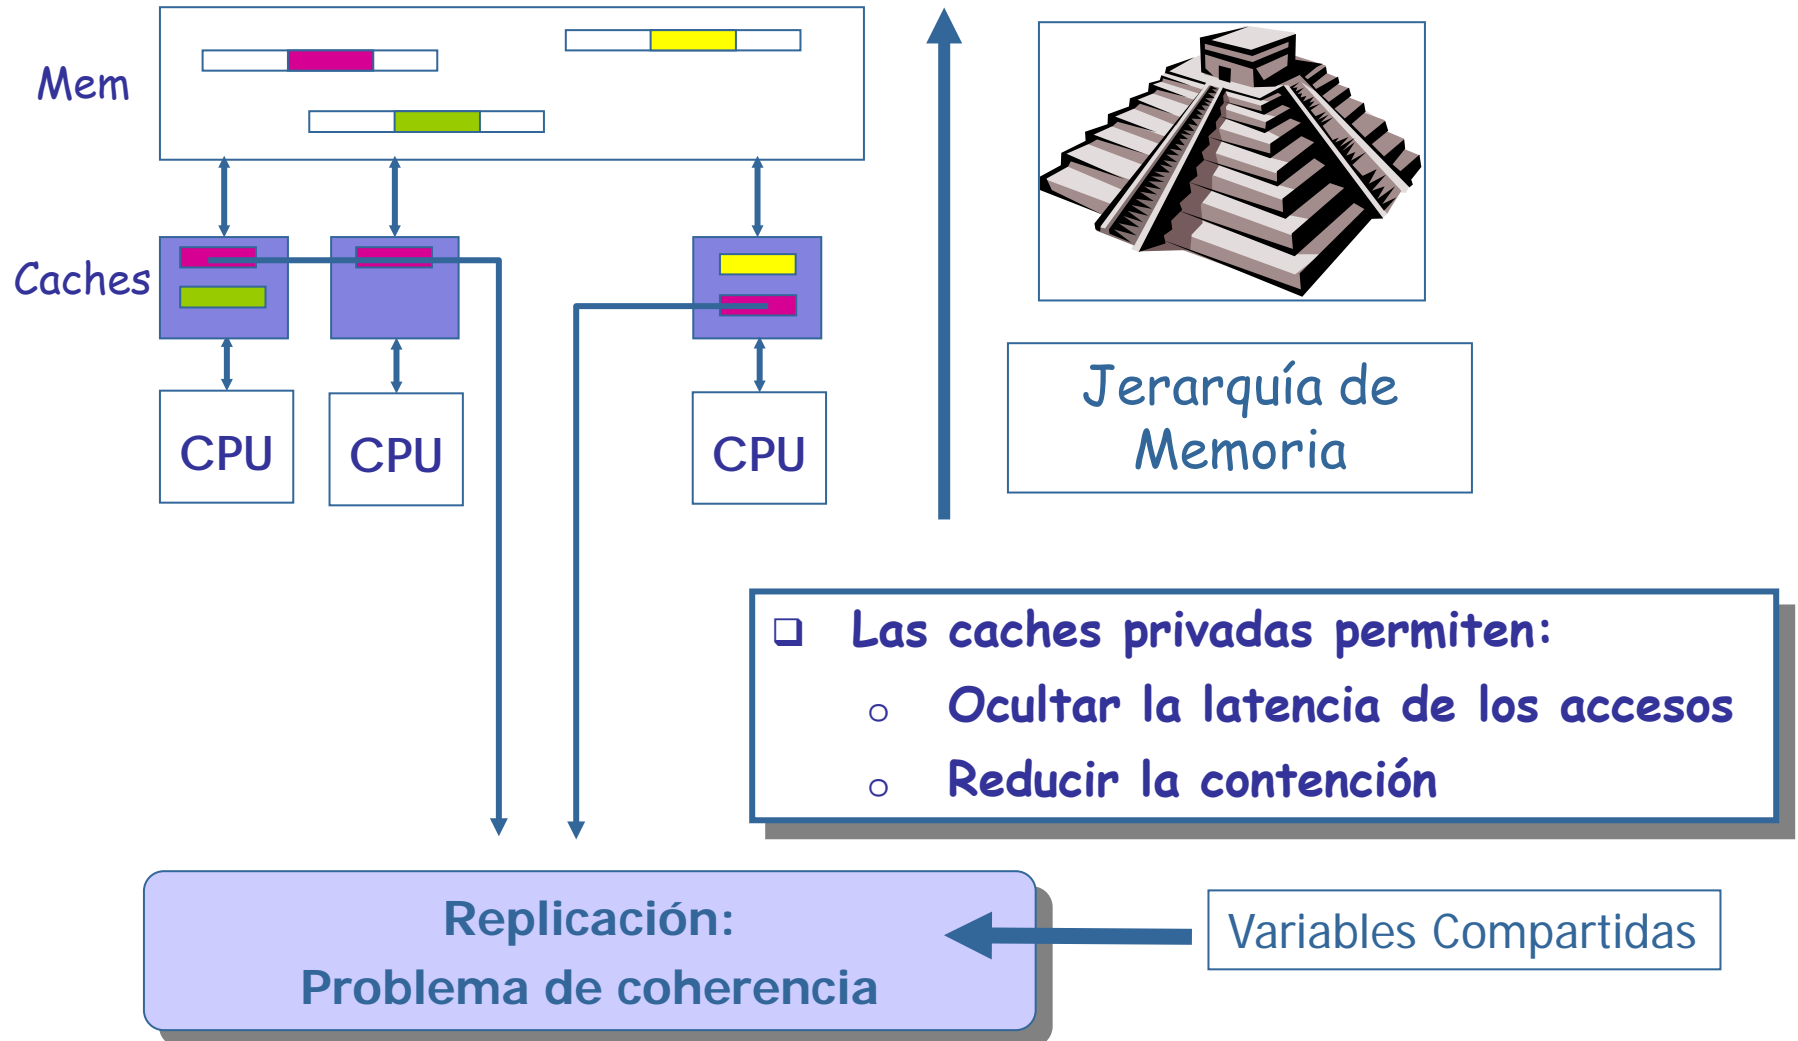 Mem
Caches
CPU
CPU
CPU
Jerarquía de
Memoria
Las caches privadas permiten:
Ocultar la latencia de los accesos
Reducir la contención
Replicación:
Problema de coherencia
Variables Compartidas